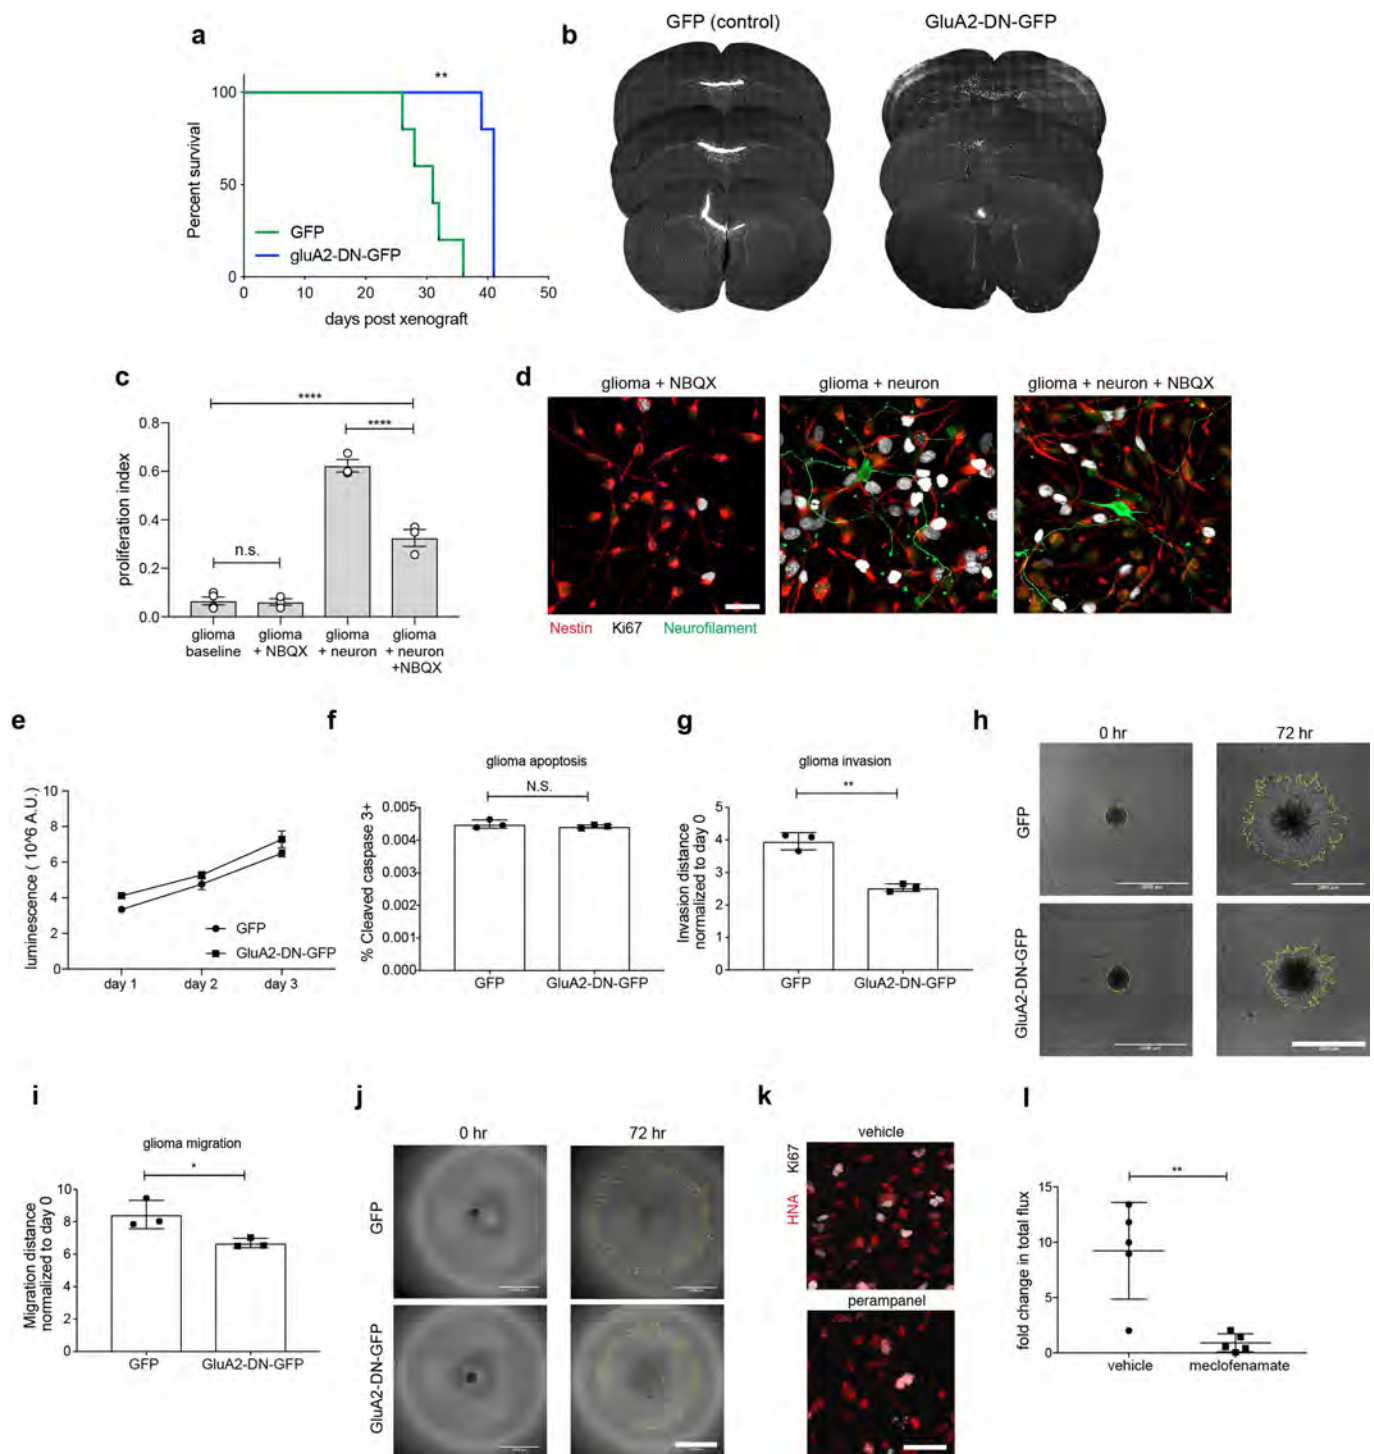 a
Percent survival
100
50
0
**
GFP
gluA2-DN-GFP
0 10 20 30 40 50
days post xenograft
b
GFP (control)
GluA2-DN-GFP
c
proliferation index
0.8
0.6
0.4
0.2
0.0
****
****
n.s.
glioma baseline
glioma + NBQX
glioma + neuron
glioma + neuron +NBQX
d
glioma + NBQX
glioma + neuron
glioma + neuron + NBQX
Nestin Ki67 Neurofilament
e
luminescence ( 10^6 A.U.)
10
8
6
4
2
0
GFP
GluA2-DN-GFP
day 1 day 2 day 3
f
glioma apoptosis
N.S.
% Cleaved caspase 3+
0.005
0.004
0.003
0.002
0.001
0.000
GFP GluA2-DN-GFP
g
glioma invasion
**
Invasion distance
normalized to day 0
5
4
3
2
1
0
GFP GluA2-DN-GFP
h
0 hr 72 hr
GFP
GluA2-DN-GFP
i
glioma migration
*
Migration distance
normalized to day 0
10
8
6
4
2
0
GFP GluA2-DN-GFP
j
0 hr 72 hr
GFP
GluA2-DN-GFP
k
vehicle
HNA Ki67
perampanel
l
**
fold change in total flux
15
10
5
0
vehicle meclofenamate